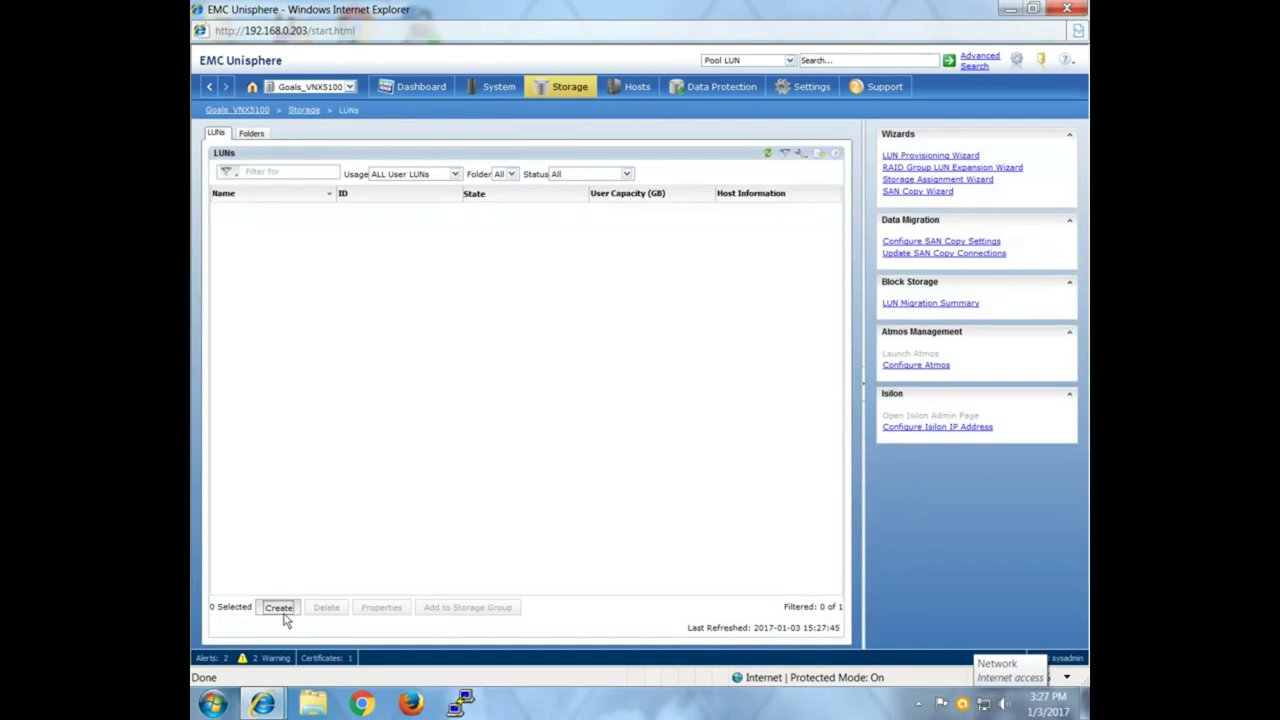 EMC Unisphere - Windows Internet Explorer
http://192.168.0.203/start.html
EMC Unisphere
Pool LUN
Search...
Advanced Search
Goals_VNX5100
Dashboard
System
Storage
Hosts
Data Protection
Settings
Support
Goals_VNX5100 > Storage > LUNs
LUNs
Folders
LUNs
Filter for
Usage ALL User LUNs
Folder All
Status All
Name
ID
State
User Capacity (GB)
Host Information
0 Selected
Create
Delete
Properties
Add to Storage Group
Filtered: 0 of 1
Last Refreshed: 2017-01-03 15:27:45
Wizards
LUN Provisioning Wizard
RAID Group LUN Expansion Wizard
Storage Assignment Wizard
SAN Copy Wizard
Data Migration
Configure SAN Copy Settings
Update SAN Copy Connections
Block Storage
LUN Migration Summary
Atmos Management
Launch Atmos
Configure Atmos
Isilon
Open Isilon Admin Page
Configure Isilon IP Address
Alerts: 2
2 Warning
Certificates: 1
sysadmin
Network
Internet access
Done
Internet | Protected Mode: On
3:27 PM
1/3/2017